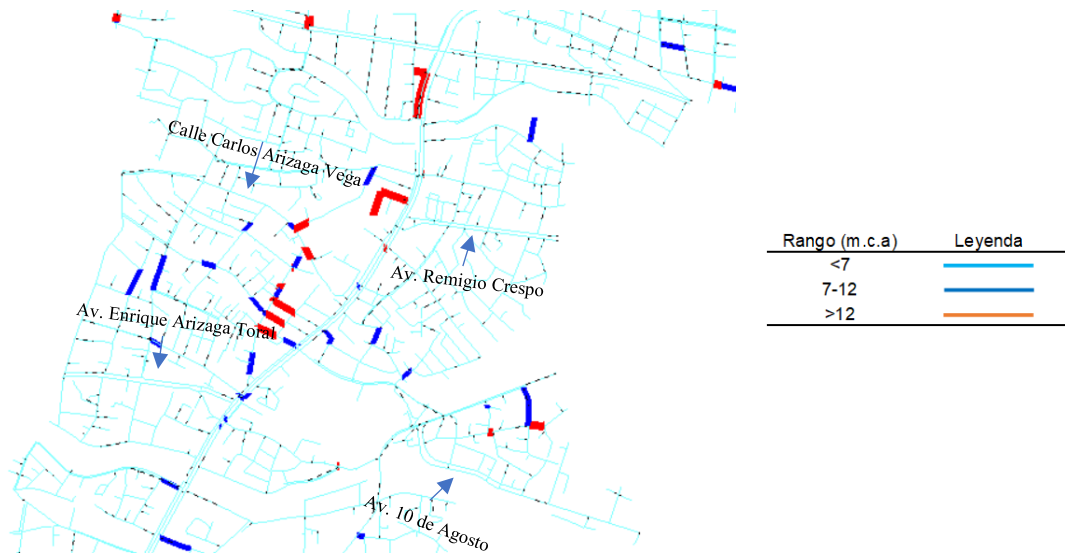 Calle Carlos Arizaga Vega
Av. Remigio Crespo
Av. Enrique Arizaga Toral
Av. 10 de Agosto
Rango (m.c.a) Leyenda
<7
7-12
>12